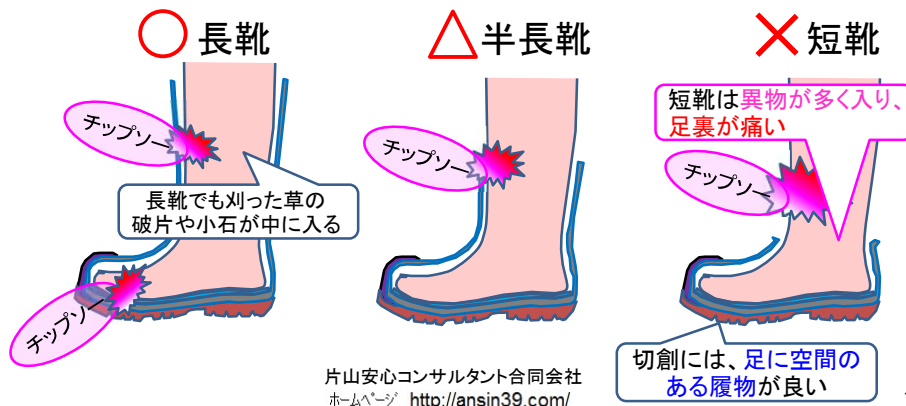 長靴
半長靴
短靴
チップソー
長靴でも刈った草の
破片や小石が中に入る
チップソー
チップソー
短靴は異物が多く入り、
足裏が痛い
チップソー
切創には、足に空間の
ある履物が良い
片山安心コンサルタント合同会社
ホームページ http://ansin39.com/